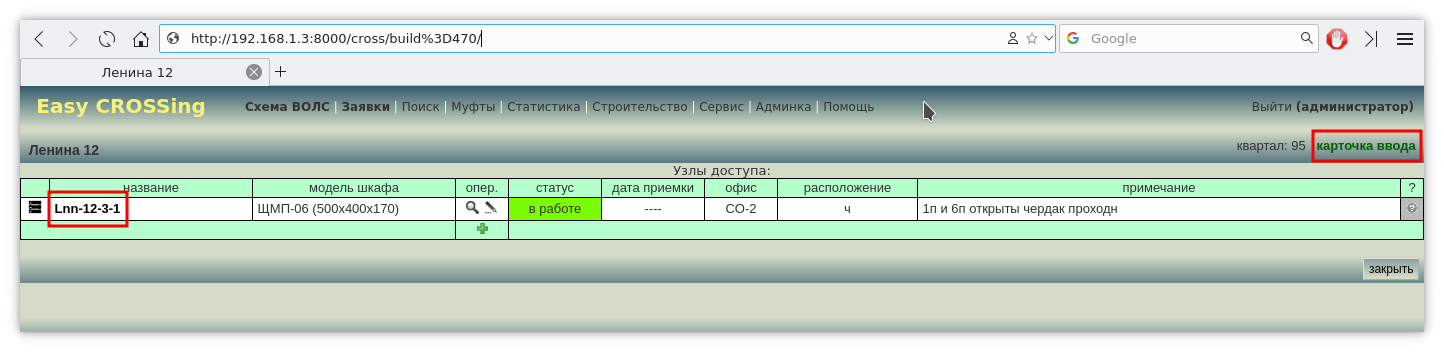 http://192.168.1.3:8000/cross/build%3D470/
Google
Ленина 12
Easy CROSSing
Схема ВОЛС | Заявки | Поиск | Муфты | Статистика | Строительство | Сервис | Админка | Помощь
Выйти (администратор)
Ленина 12
квартал: 95 карточка ввода
Узлы доступа:
название модель шкафа опер. статус дата приемки офис расположение примечание ?
Lnn-12-3-1 ЩМП-06 (500x400x170) в работе ---- СО-2 ч 1п и 6п открыты чердак проходн
закрыть